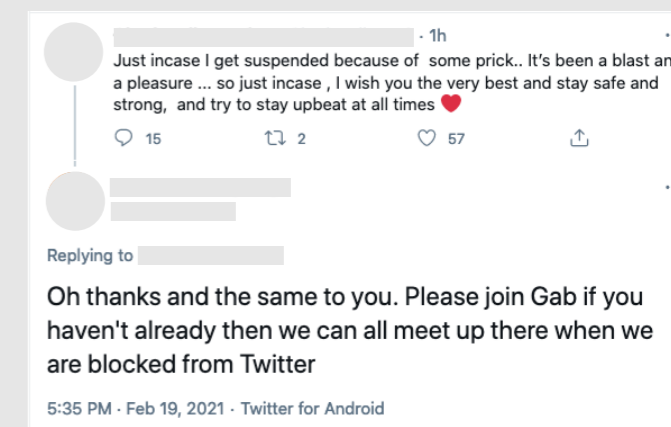 · 1h
Just incase I get suspended because of some prick.. It's been a blast an
a pleasure ... so just incase , I wish you the very best and stay safe and
strong, and try to stay upbeat at all times ❤️
15 2 57
Replying to
Oh thanks and the same to you. Please join Gab if you
haven't already then we can all meet up there when we
are blocked from Twitter
5:35 PM · Feb 19, 2021 · Twitter for Android